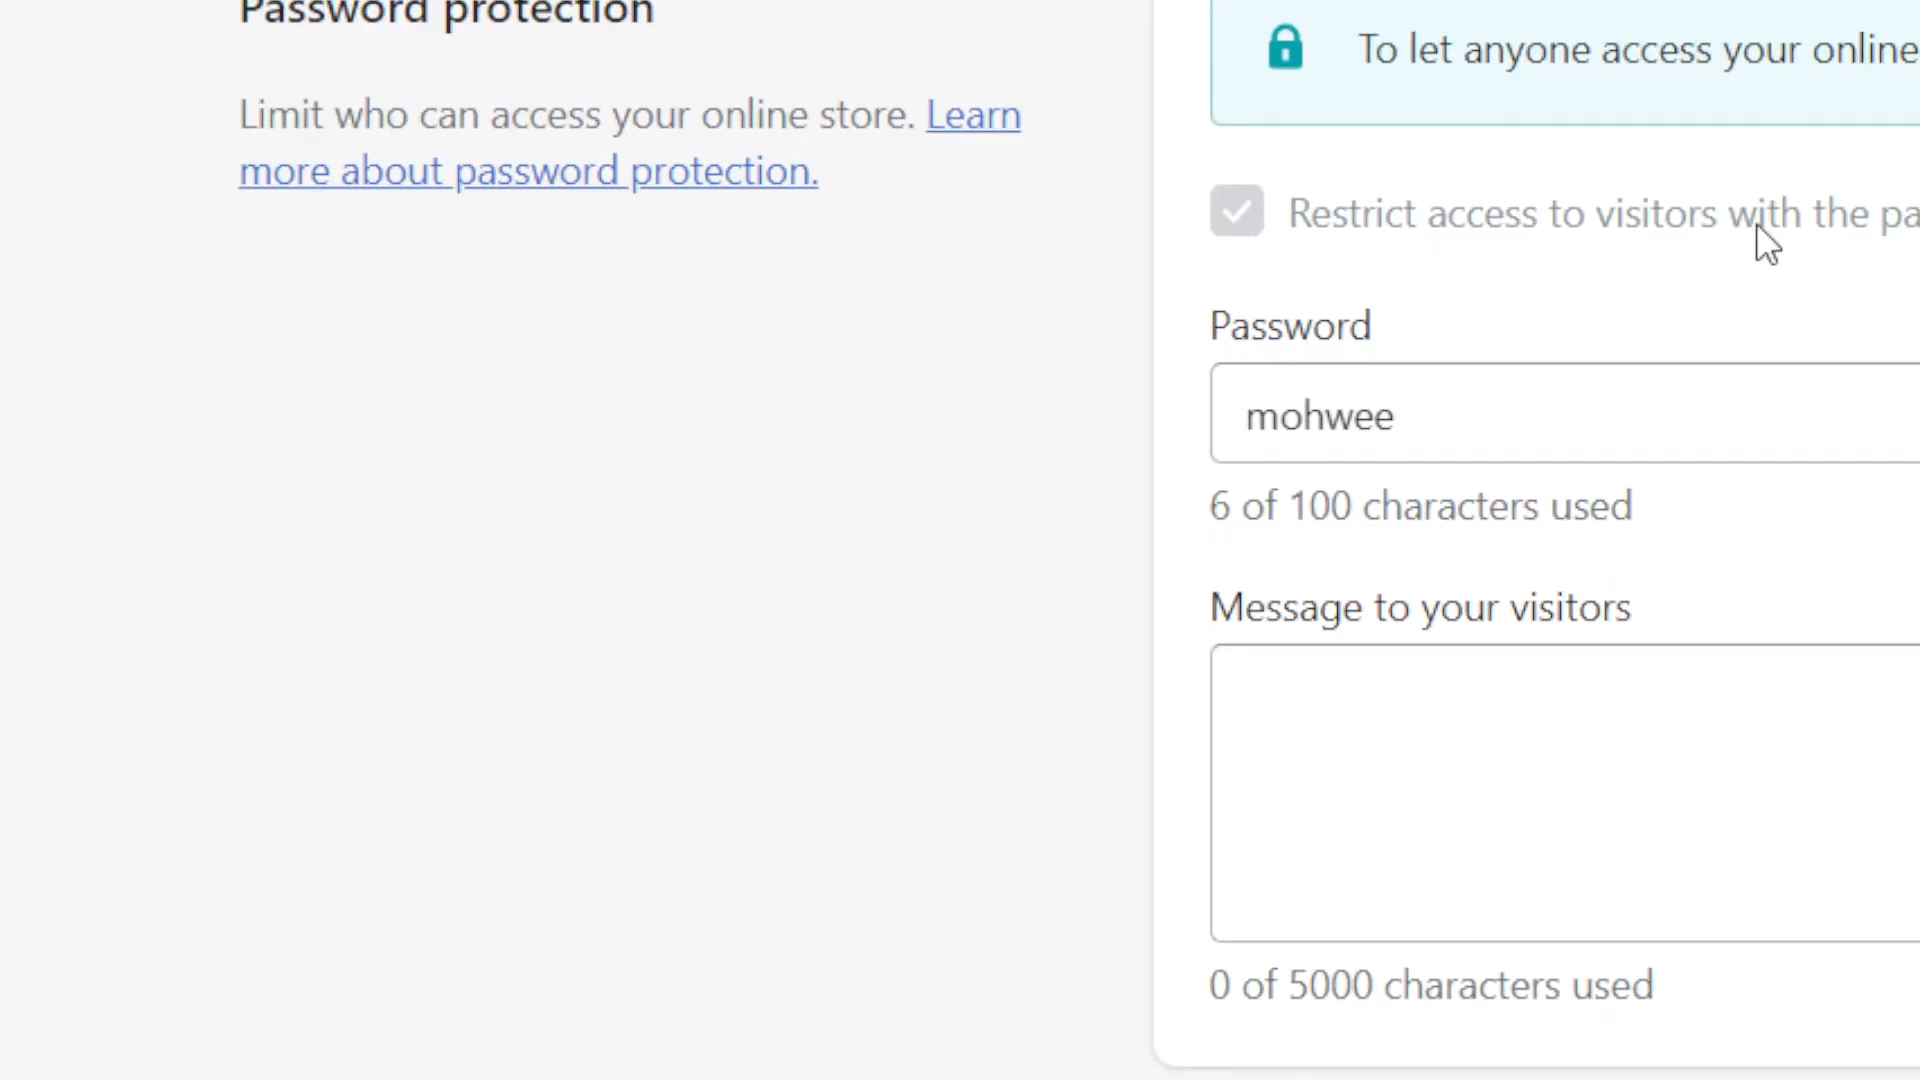 Password protection
Limit who can access your online store. Learn
more about password protection.
To let anyone access your online
Restrict access to visitors with the pa
Password
mohwee
6 of 100 characters used
Message to your visitors
0 of 5000 characters used